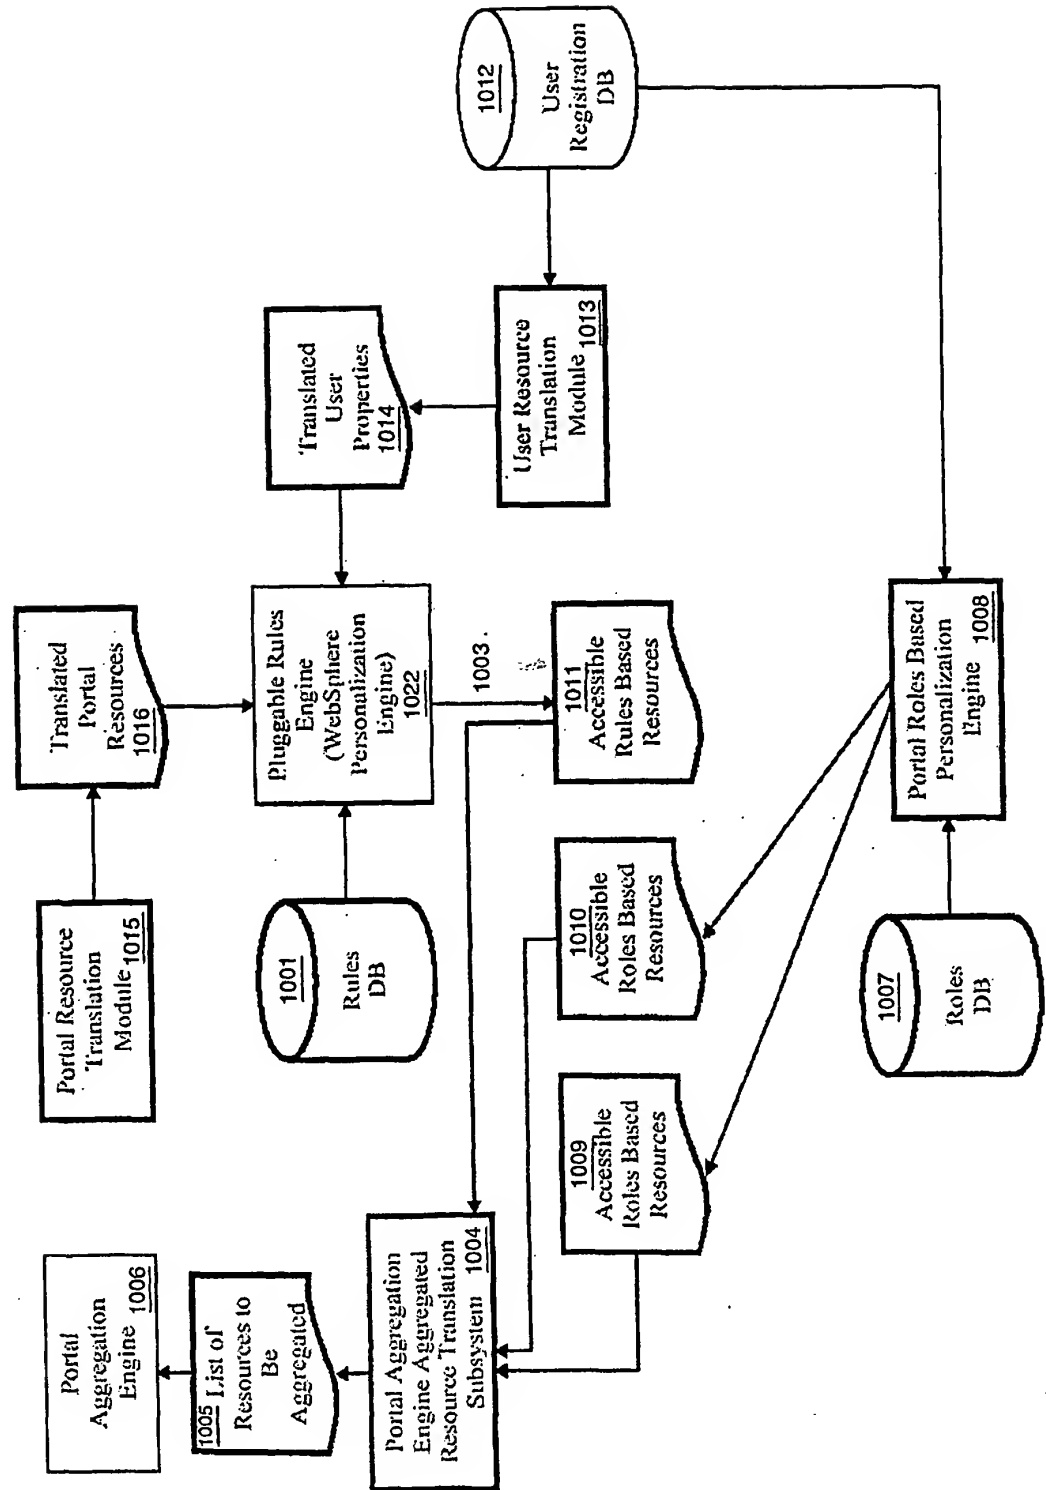 Portal
Aggregation
Engine 1006
1005 List of
Resources to
Be
Aggregated
Portal Aggregation
Engine Aggregated
Resource Translation
Subsystem 1004
Portal Resource
Translation
Module 1015
Translated
Portal
Resources
1016
1001
Rules
DB
Pluggable Rules
Engine
(WebSphere
Personalization
Engine)
1022
1003.
Translated
User
Properties
1014
User Resource
Translation
Module 1013
1012
User
Registration
DB
1009
Accessible
Roles Based
Resources
1010
Accessible
Roles Based
Resources
1011
Accessible
Rules Based
Resources
1007
Roles
DB
Portal Roles Based
Personalization
Engine 1008